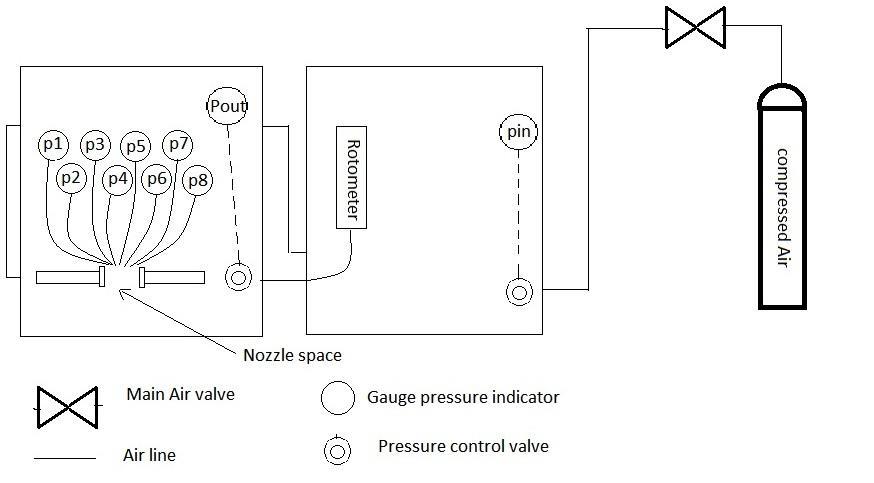 Pout
p1
p3
p5
p7
p2
p4
p6
p8
Rotometer
pin
compressed Air
Nozzle space
Main Air valve
Gauge pressure indicator
Air line
Pressure control valve